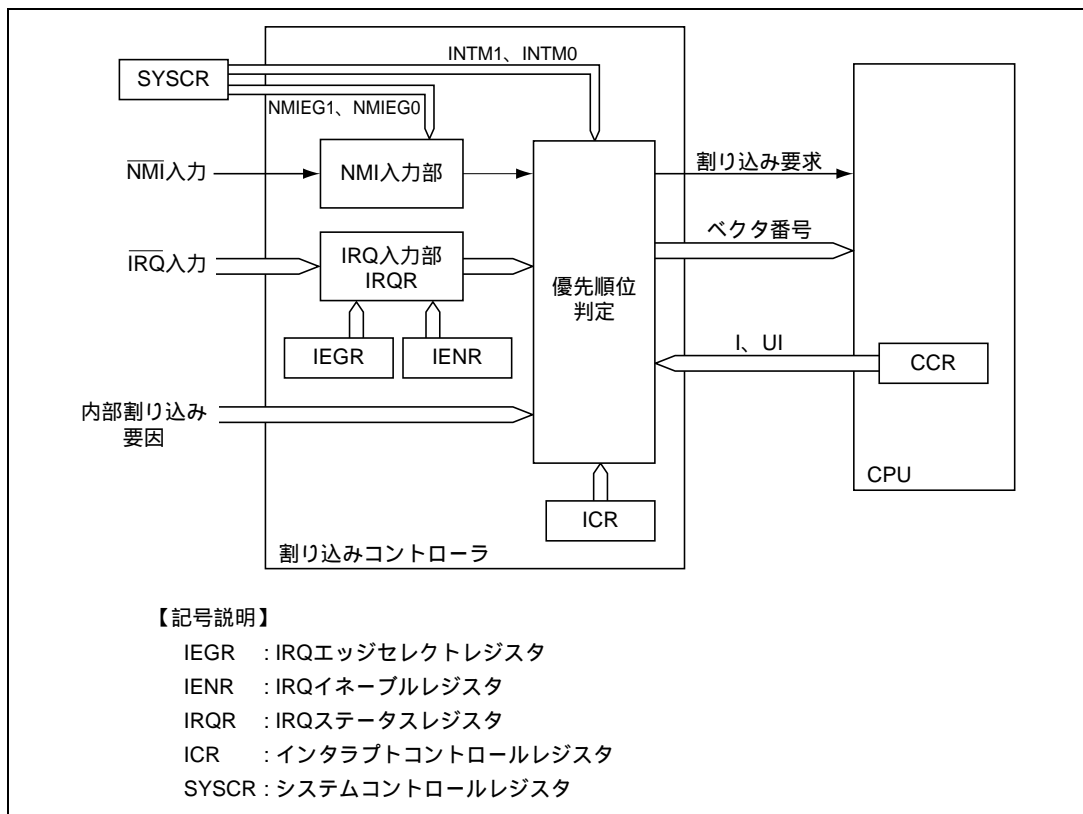 INTM1、INTM0
SYSCR
NMIEG1、NMIEG0
NMI入力
NMI入力部
割り込み要求
ベクタ番号
IRQ入力
IRQ入力部
IRQR
優先順位
判定
IEGR
IENR
I、UI
CCR
内部割り込み
要因
CPU
ICR
割り込みコントローラ
【記号説明】
IEGR : IRQエッジセレクトレジスタ
IENR : IRQイネーブルレジスタ
IRQR : IRQステータスレジスタ
ICR : インタラプトコントロールレジスタ
SYSCR : システムコントロールレジスタ